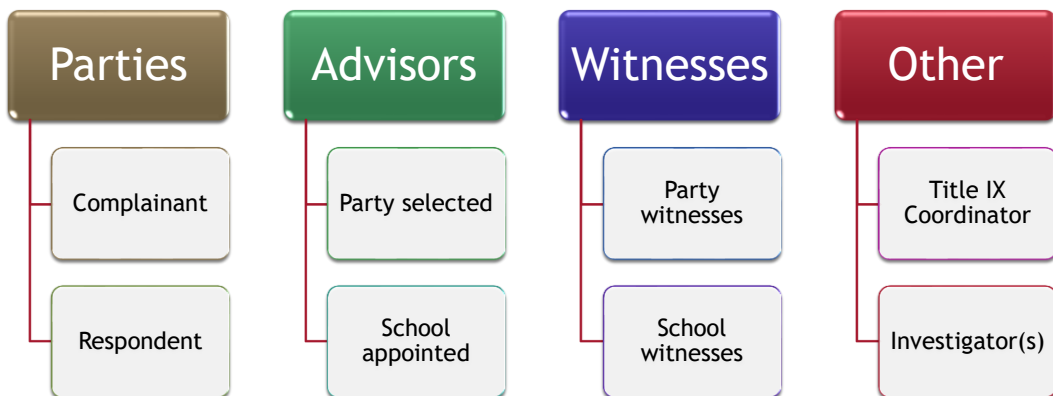 Parties
Complainant
Respondent
Advisors
Party selected
School
appointed
Witnesses
Party
witnesses
School
witnesses
Other
Title IX
Coordinator
Investigator(s)